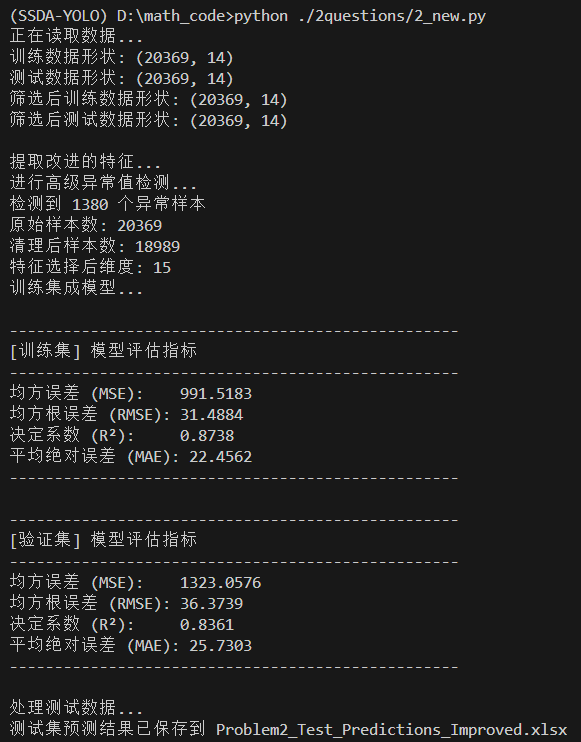 (SSDA-YOLO) D:\math_code>python ./2questions/2_new.py
正在读取数据...
训练数据形状: (20369, 14)
测试数据形状: (20369, 14)
筛选后训练数据形状: (20369, 14)
筛选后测试数据形状: (20369, 14)
提取改进的特征...
进行高级异常值检测...
检测到 1380 个异常样本
原始样本数: 20369
清理后样本数: 18989
特征选择后维度: 15
训练集成模型...
--------------------------------------------------
[训练集] 模型评估指标
--------------------------------------------------
均方误差 (MSE):    991.5183
均方根误差 (RMSE): 31.4884
决定系数 (R²):     0.8738
平均绝对误差 (MAE): 22.4562
--------------------------------------------------
--------------------------------------------------
[验证集] 模型评估指标
--------------------------------------------------
均方误差 (MSE):    1323.0576
均方根误差 (RMSE): 36.3739
决定系数 (R²):     0.8361
平均绝对误差 (MAE): 25.7303
--------------------------------------------------
处理测试数据...
测试集预测结果已保存到 Problem2_Test_Predictions_Improved.xlsx